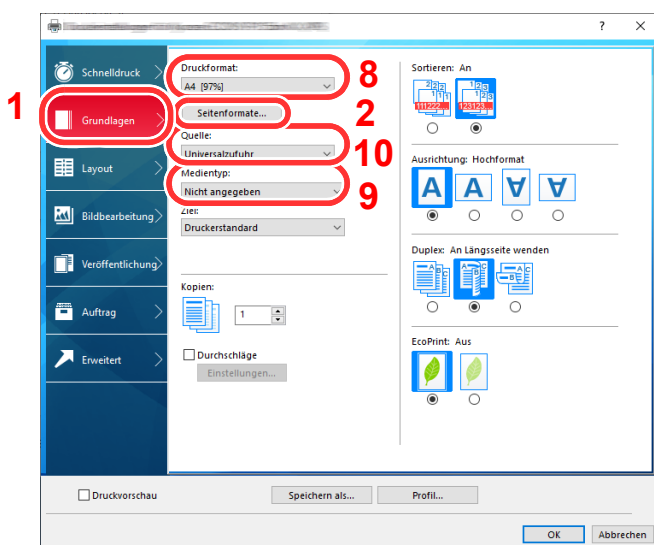 ?
1
Schnelldruck
Grundlagen
Layout
Bildbearbeitung
Veröffentlichung
Auftrag
Erweitert
Druckformat:
A4 [97%]
8
Seitenformate...
2
Quelle:
Universalzufuhr
10
Medientyp:
Nicht angegeben
9
Ziel:
Druckerstandard
Kopien:
1
Durchschläge
Einstellungen...
Sortieren: An
111222 123123
Ausrichtung: Hochformat
A A A A
Duplex: An Längsseite wenden
A B C A B C A B C
EcoPrint: Aus
Druckvorschau
Speichern als...
Profil...
OK
Abbrechen